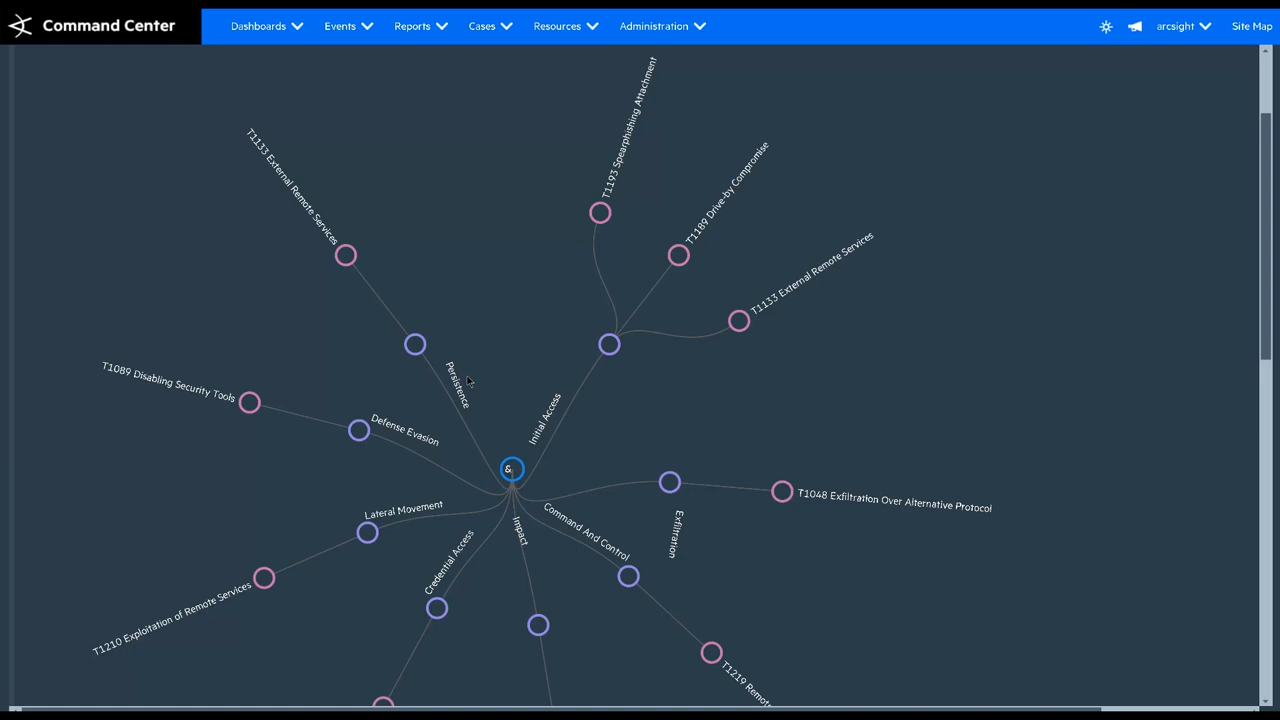 Command Center
Dashboards
Events
Reports
Cases
Resources
Administration
arcsight
Site Map
T1193 Spearphishing Attachment
T1133 External Remote Services
T1189 Drive-by Compromise
T1133 External Remote Services
T1089 Disabling Security Tools
Persistence
Initial Access
Defense Evasion
&
T1048 Exfiltration Over Alternative Protocol
Lateral Movement
Command And Control
Exfiltration
Impact
Credential Access
T1210 Exploitation of Remote Services
T1219 Remote